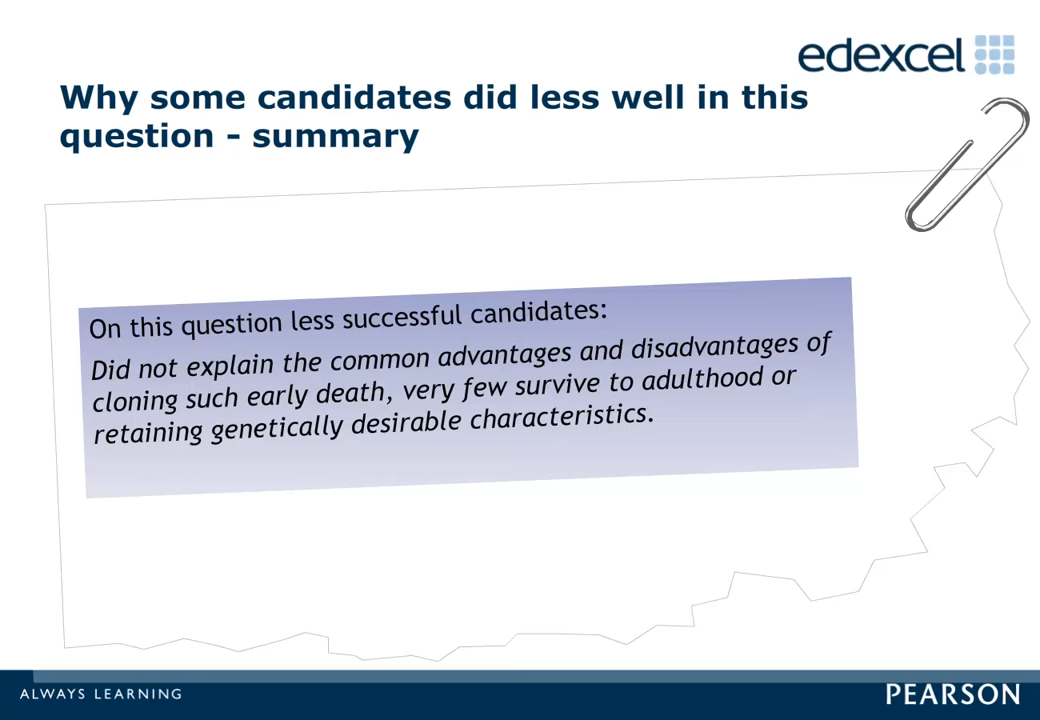 edexcel
Why some candidates did less well in this
question - summary
On this question less successful candidates:
Did not explain the common advantages and disadvantages of
cloning such early death, very few survive to adulthood or
retaining genetically desirable characteristics.
ALWAYS LEARNING
PEARSON